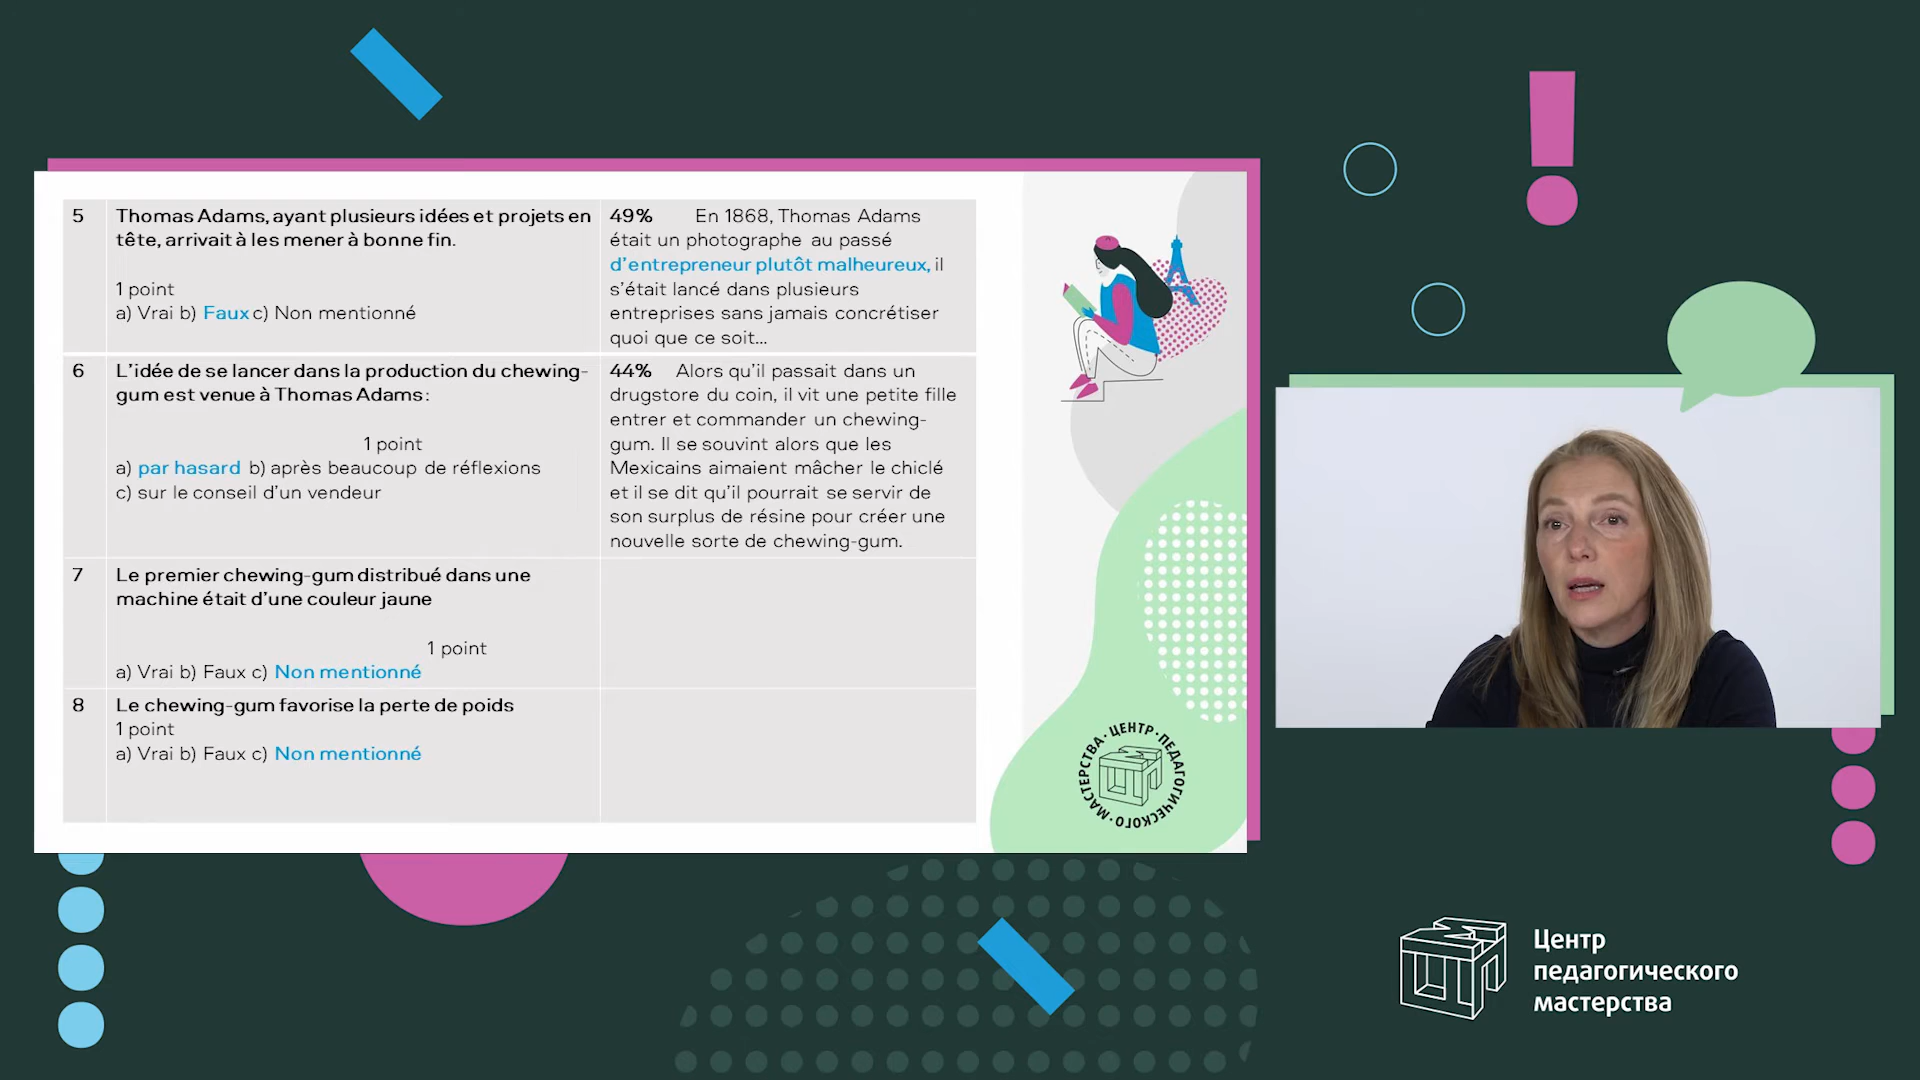 5
Thomas Adams, ayant plusieurs idées et projets en
tête, arrivait à les mener à bonne fin.
1 point
a) Vrai b) Faux c) Non mentionné
49% En 1868, Thomas Adams
était un photographe au passé
d'entrepreneur plutôt malheureux, il
s'était lancé dans plusieurs
entreprises sans jamais concrétiser
quoi que ce soit...
6
L'idée de se lancer dans la production du chewing-
gum est venue à Thomas Adams:
1 point
a) par hasard b) après beaucoup de réflexions
c) sur le conseil d'un vendeur
44% Alors qu'il passait dans un
drugstore du coin, il vit une petite fille
entrer et commander un chewing-
gum. Il se souvint alors que les
Mexicains aimaient mâcher le chiclé
et il se dit qu'il pourrait se servir de
son surplus de résine pour créer une
nouvelle sorte de chewing-gum.
7
Le premier chewing-gum distribué dans une
machine était d'une couleur jaune
1 point
a) Vrai b) Faux c) Non mentionné
8
Le chewing-gum favorise la perte de poids
1 point
a) Vrai b) Faux c) Non mentionné
ЦЕНТР·ПЕДАГОГИЧЕСКОГО·МАСТЕРСТВА·
Центр
педагогического
мастерства